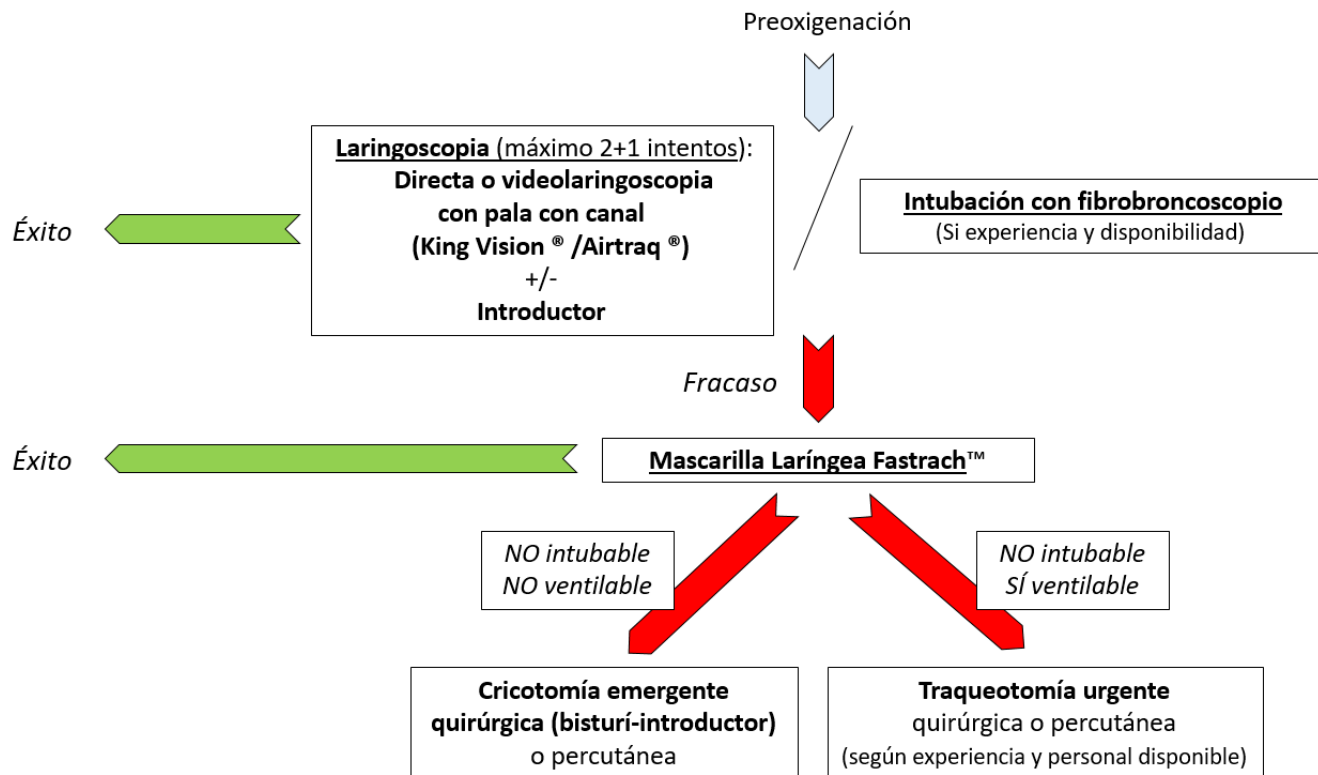 Preoxigenación
Laringoscopia (máximo 2+1 intentos):
Directa o videolaringoscopia
con pala con canal
(King Vision ® /Airtraq ®)
+/-
Introductor
Éxito
Intubación con fibrobroncoscopio
(Si experiencia y disponibilidad)
Fracaso
Éxito
Mascarilla Laríngea Fastrach™
NO intubable
NO ventilable
NO intubable
SÍ ventilable
Cricotomía emergente
quirúrgica (bisturí-introductor)
o percutánea
Traqueotomía urgente
quirúrgica o percutánea
(según experiencia y personal disponible)